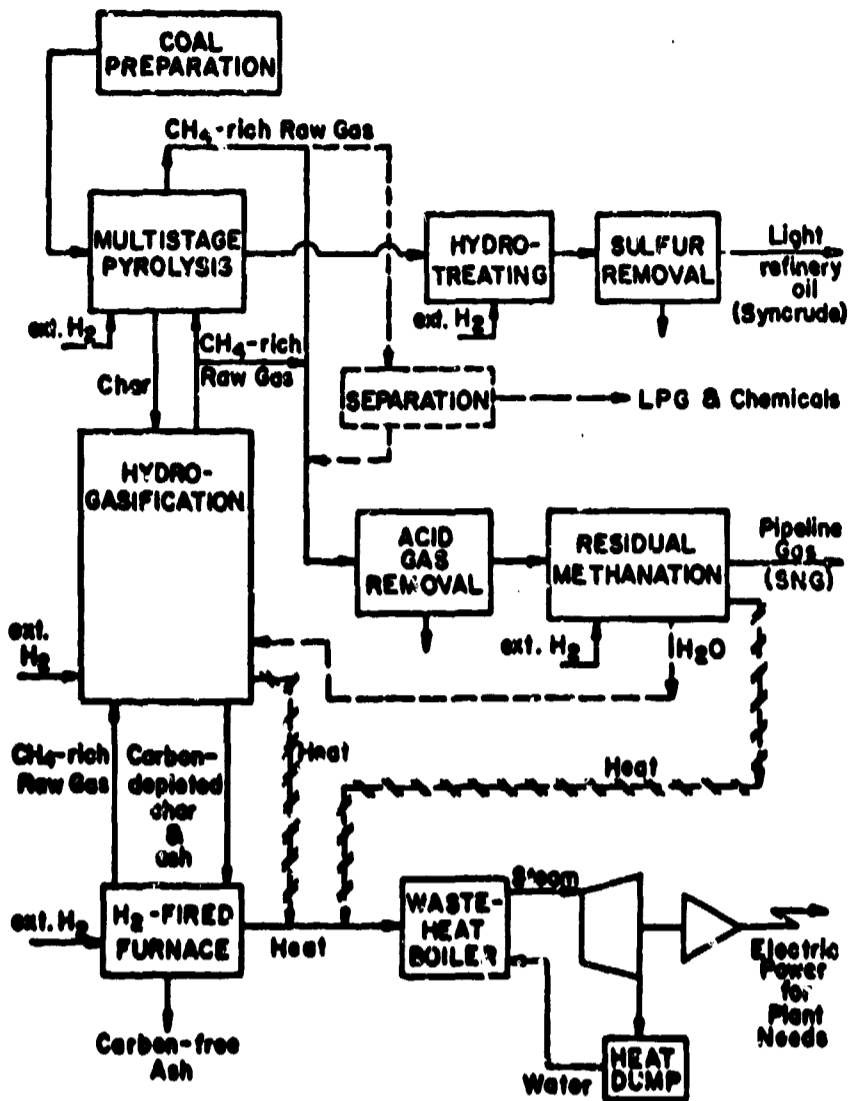 COAL
PREPARATION
CH4-rich Raw Gas
MULTISTAGE
PYROLYSIS
HYDRO-
TREATING
SULFUR
REMOVAL
Light
refinery
oil
(Syncrude)
ext. H2
ext. H2
CH4-rich
Raw Gas
Char
SEPARATION
LPG & Chemicals
HYDRO-
GASIFICATION
ACID
GAS
REMOVAL
RESIDUAL
METHANATION
Pipeline
Gas
(SNG)
ext.
H2
ext. H2
H2O
CH4-rich
Raw Gas
Carbon-
depleted
char
&
ash
Heat
Heat
ext. H2
H2-FIRED
FURNACE
Heat
WASTE-
HEAT
BOILER
Steam
Electric
Power
for
Plant
Needs
Carbon-free
Ash
Water
HEAT
DUMP